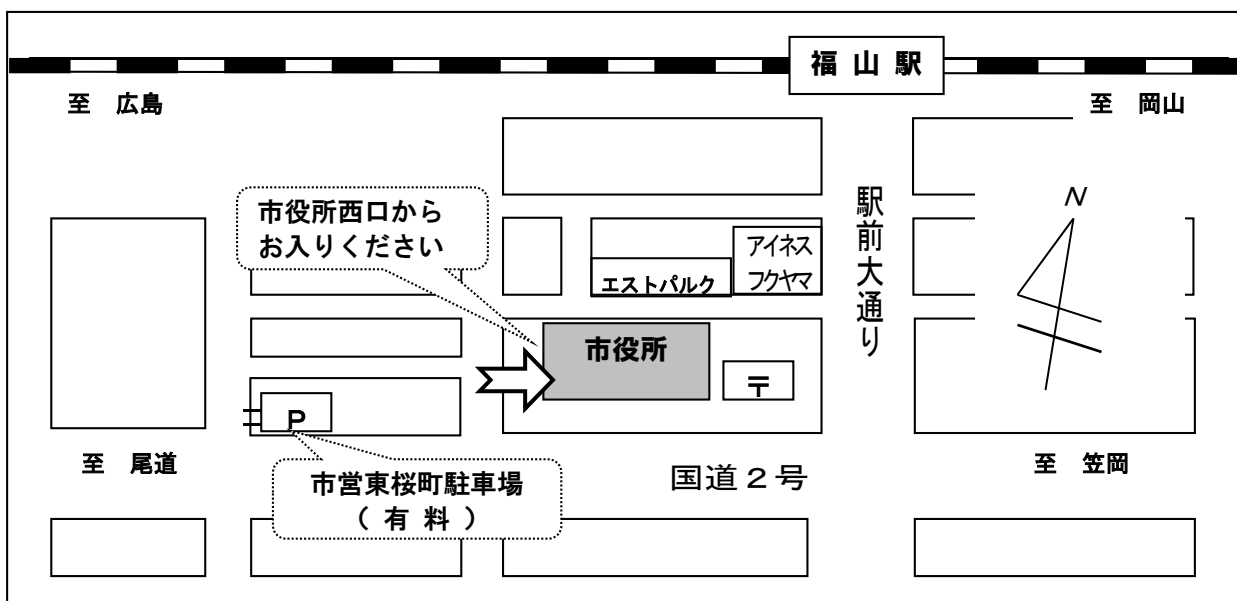 福山駅
至 広島
至 岡山
市役所西口から
お入りください
駅前大通り
N
アイネス
フクヤマ
エストパルク
市役所
〒
P
至 尾道
至 笠岡
市営東桜町駐車場
（有料）
国道２号